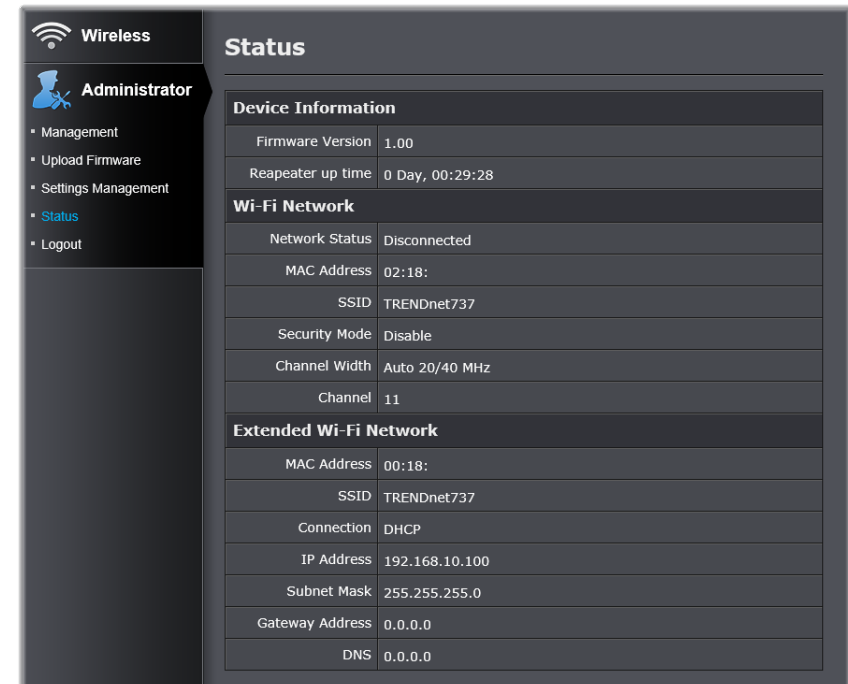 Wireless
Administrator
▪ Management
▪ Upload Firmware
▪ Settings Management
▪ Status
▪ Logout
Status
Device Information
Firmware Version 1.00
Reapeater up time 0 Day, 00:29:28
Wi-Fi Network
Network Status Disconnected
MAC Address 02:18:
SSID TRENDnet737
Security Mode Disable
Channel Width Auto 20/40 MHz
Channel 11
Extended Wi-Fi Network
MAC Address 00:18:
SSID TRENDnet737
Connection DHCP
IP Address 192.168.10.100
Subnet Mask 255.255.255.0
Gateway Address 0.0.0.0
DNS 0.0.0.0